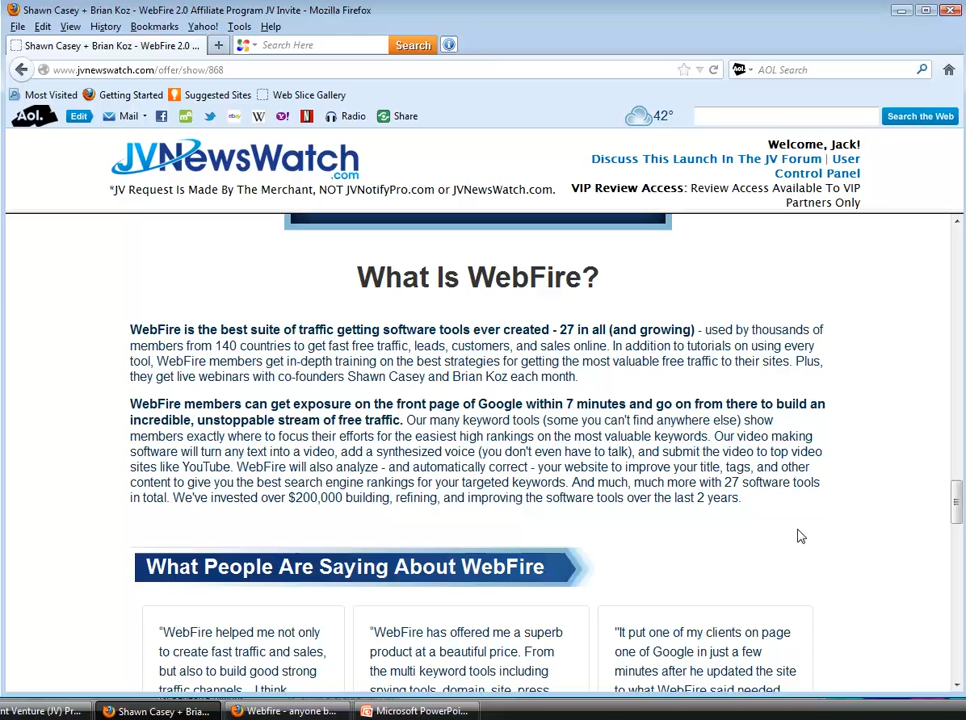 Shawn Casey + Brian Koz - WebFire 2.0 Affiliate Program JV Invite - Mozilla Firefox
File Edit View History Bookmarks Yahoo! Tools Help
Shawn Casey + Brian Koz - WebFire 2.0 ... + Search Here Search
www.jvnewswatch.com/offer/show/868 AOL Search
Most Visited Getting Started Suggested Sites Web Slice Gallery
Aol. Edit Mail Radio Share 42° Search the Web
JVNewsWatch.com
*JV Request Is Made By The Merchant, NOT JVNotifyPro.com or JVNewsWatch.com.
Welcome, Jack!
Discuss This Launch In The JV Forum | User
Control Panel
VIP Review Access: Review Access Available To VIP
Partners Only
What Is WebFire?
WebFire is the best suite of traffic getting software tools ever created - 27 in all (and growing) - used by thousands of
members from 140 countries to get fast free traffic, leads, customers, and sales online. In addition to tutorials on using every
tool, WebFire members get in-depth training on the best strategies for getting the most valuable free traffic to their sites. Plus,
they get live webinars with co-founders Shawn Casey and Brian Koz each month.
WebFire members can get exposure on the front page of Google within 7 minutes and go on from there to build an
incredible, unstoppable stream of free traffic. Our many keyword tools (some you can't find anywhere else) show
members exactly where to focus their efforts for the easiest high rankings on the most valuable keywords. Our video making
software will turn any text into a video, add a synthesized voice (you don't even have to talk), and submit the video to top video
sites like YouTube. WebFire will also analyze - and automatically correct - your website to improve your title, tags, and other
content to give you the best search engine rankings for your targeted keywords. And much, much more with 27 software tools
in total. We've invested over $200,000 building, refining, and improving the software tools over the last 2 years.
What People Are Saying About WebFire
"WebFire helped me not only
to create fast traffic and sales,
but also to build good strong
traffic channels. I think
"WebFire has offered me a superb
product at a beautiful price. From
the multi keyword tools including
spying tools, domain, site, press
"It put one of my clients on page
one of Google in just a few
minutes after he updated the site
to what WebFire said needed
nt Venture (JV) Pr... Shawn Casey + Bria... Webfire - anyone b... Microsoft PowerPoi...